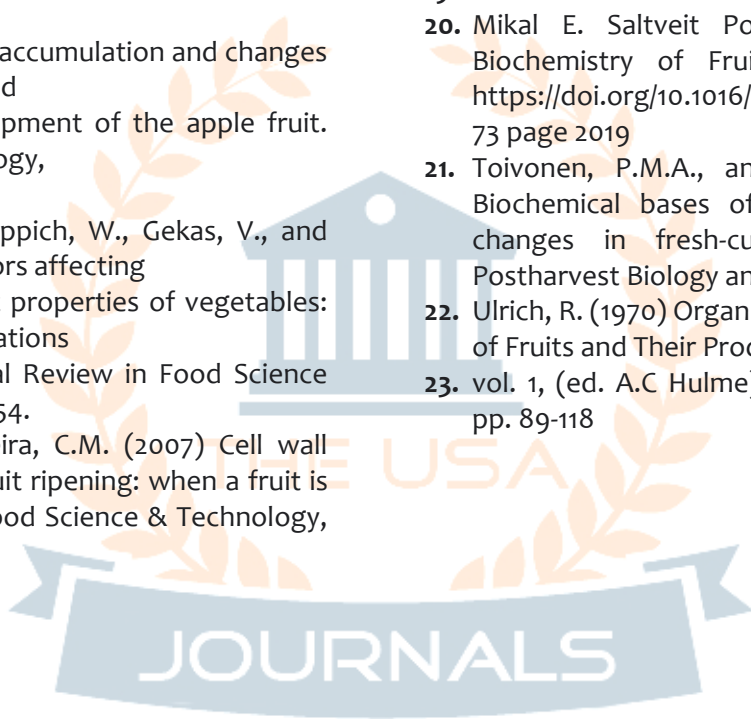 accumulation and changes
d
pment of the apple fruit.
ogy,
ppich, W., Gekas, V., and
ors affecting
properties of vegetables:
ations
al Review in Food Science
54.
ira, C.M. (2007) Cell wall
uit ripening: when a fruit is
ood Science & Technology,
20. Mikal E. Saltveit Po
Biochemistry of Frui
https://doi.org/10.1016/
73 page 2019
21. Toivonen, P.M.A., an
Biochemical bases of
changes in fresh-cu
Postharvest Biology an
22. Ulrich, R. (1970) Organ
of Fruits and Their Proc
23. vol. 1, (ed. A.C Hulme)
pp. 89-118
THE USA
JOURNALS